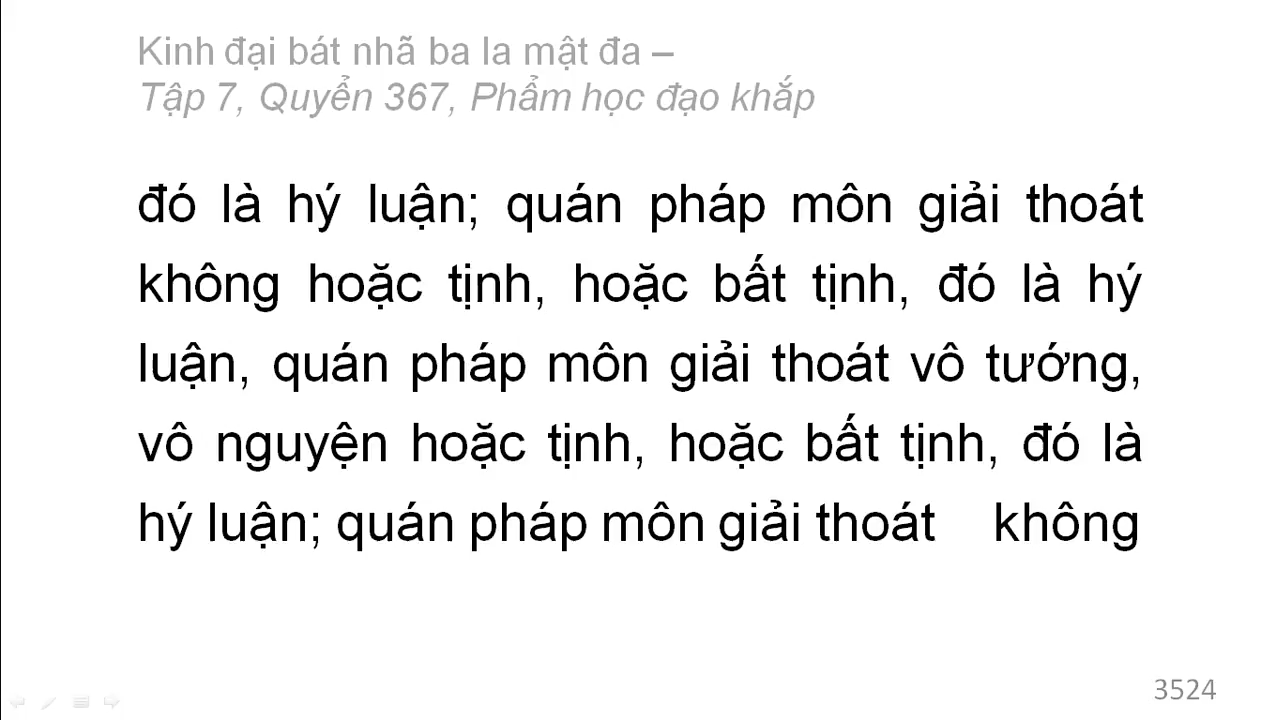 Kinh đại bát nhã ba la mật đa –
Tập 7, Quyển 367, Phẩm học đạo khắp
đó là hý luận; quán pháp môn giải thoát
không hoặc tịnh, hoặc bất tịnh, đó là hý
luận, quán pháp môn giải thoát vô tướng,
vô nguyện hoặc tịnh, hoặc bất tịnh, đó là
hý luận; quán pháp môn giải thoát không
3524